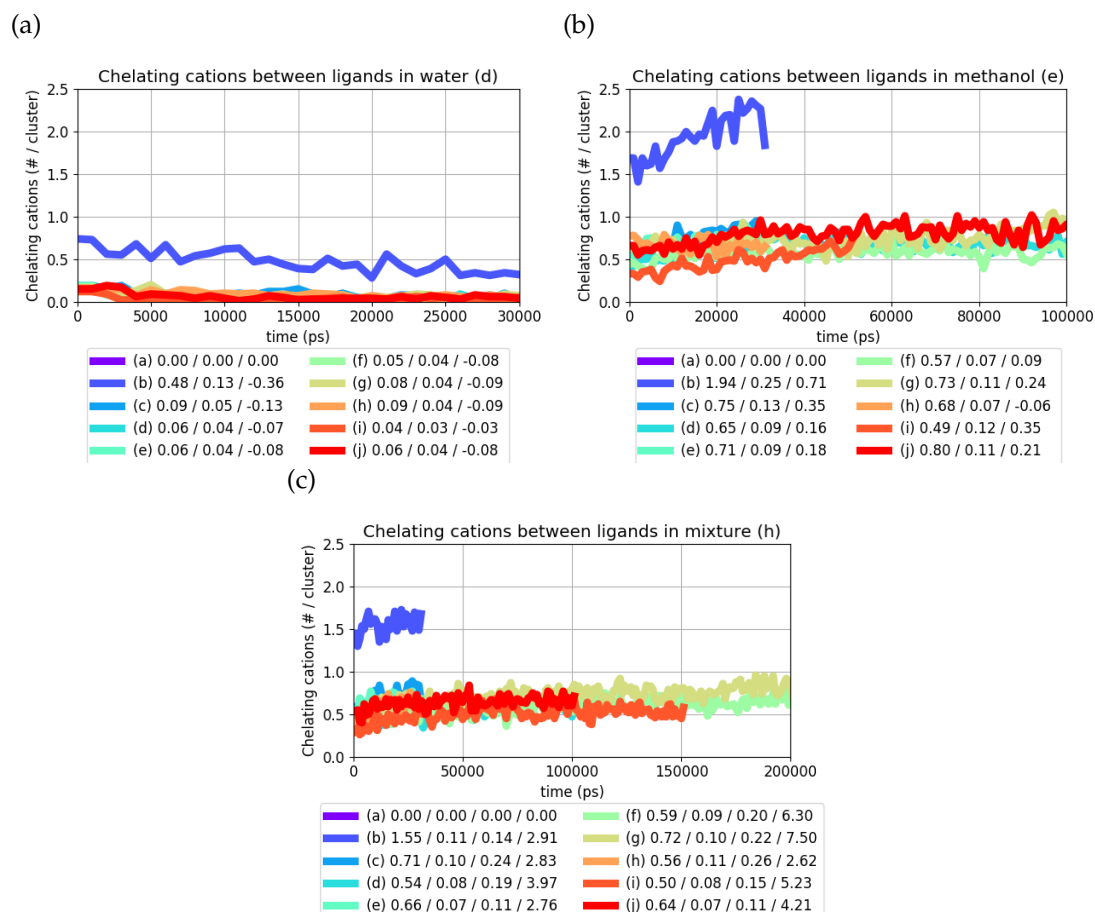 (a)
Chelating cations between ligands in water (d)
Chelating cations (# / cluster)
2.5
2.0
1.5
1.0
0.5
0.0
0 5000 10000 15000 20000 25000 30000
time (ps)
(a) 0.00 / 0.00 / 0.00 (f) 0.05 / 0.04 / -0.08
(b) 0.48 / 0.13 / -0.36 (g) 0.08 / 0.04 / -0.09
(c) 0.09 / 0.05 / -0.13 (h) 0.09 / 0.04 / -0.09
(d) 0.06 / 0.04 / -0.07 (i) 0.04 / 0.03 / -0.03
(e) 0.06 / 0.04 / -0.08 (j) 0.06 / 0.04 / -0.08
(b)
Chelating cations between ligands in methanol (e)
Chelating cations (# / cluster)
2.5
2.0
1.5
1.0
0.5
0.0
0 20000 40000 60000 80000 100000
time (ps)
(a) 0.00 / 0.00 / 0.00 (f) 0.57 / 0.07 / 0.09
(b) 1.94 / 0.25 / 0.71 (g) 0.73 / 0.11 / 0.24
(c) 0.75 / 0.13 / 0.35 (h) 0.68 / 0.07 / -0.06
(d) 0.65 / 0.09 / 0.16 (i) 0.49 / 0.12 / 0.35
(e) 0.71 / 0.09 / 0.18 (j) 0.80 / 0.11 / 0.21
(c)
Chelating cations between ligands in mixture (h)
Chelating cations (# / cluster)
2.5
2.0
1.5
1.0
0.5
0.0
0 50000 100000 150000 200000
time (ps)
(a) 0.00 / 0.00 / 0.00 / 0.00 (f) 0.59 / 0.09 / 0.20 / 6.30
(b) 1.55 / 0.11 / 0.14 / 2.91 (g) 0.72 / 0.10 / 0.22 / 7.50
(c) 0.71 / 0.10 / 0.24 / 2.83 (h) 0.56 / 0.11 / 0.26 / 2.62
(d) 0.54 / 0.08 / 0.19 / 3.97 (i) 0.50 / 0.08 / 0.15 / 5.23
(e) 0.66 / 0.07 / 0.11 / 2.76 (j) 0.64 / 0.07 / 0.11 / 4.21